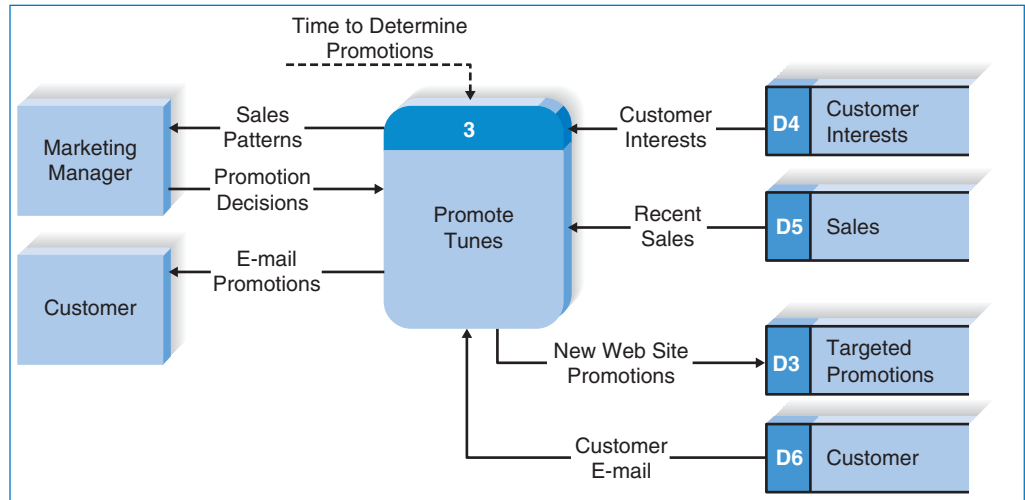 Time to Determine
Promotions
3
Promote
Tunes
Marketing
Manager
Sales
Patterns
Promotion
Decisions
Customer
E-mail
Promotions
Customer
Interests
D4
Customer
Interests
Recent
Sales
D5
Sales
New Web Site
Promotions
D3
Targeted
Promotions
Customer
E-mail
D6
Customer